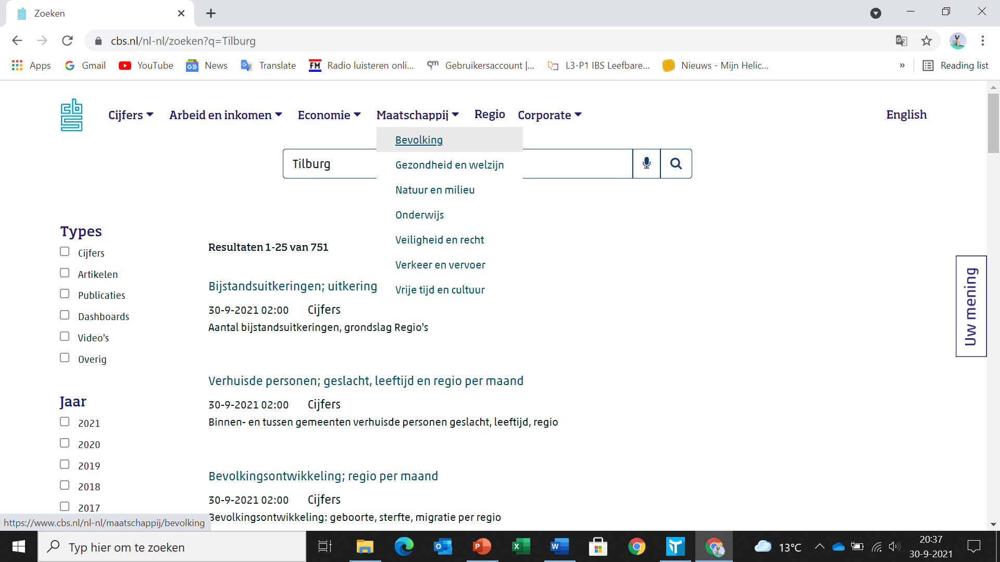 Zoeken
cbs.nl/nl-nl/zoeken?q=Tilburg
Apps
Gmail
YouTube
News
Translate
FM Radio luisteren onli...
Gebruikersaccount |...
L3-P1 IBS Leefbare...
Nieuws - Mijn Helic...
»
Reading list
cbs
Cijfers
Arbeid en inkomen
Economie
Maatschappij
Regio
Corporate
English
Bevolking
Gezondheid en welzijn
Natuur en milieu
Onderwijs
Veiligheid en recht
Verkeer en vervoer
Vrije tijd en cultuur
Tilburg
Types
Cijfers
Artikelen
Publicaties
Dashboards
Video's
Overig
Jaar
2021
2020
2019
2018
2017
Resultaten 1-25 van 751
Bijstandsuitkeringen; uitkering
30-9-2021 02:00 Cijfers
Aantal bijstandsuitkeringen, grondslag Regio's
Verhuisde personen; geslacht, leeftijd en regio per maand
30-9-2021 02:00 Cijfers
Binnen- en tussen gemeenten verhuisde personen geslacht, leeftijd, regio
Bevolkingsontwikkeling; regio per maand
30-9-2021 02:00 Cijfers
Bevolkingsontwikkeling: geboorte, sterfte, migratie per regio
Uw mening
https://www.cbs.nl/nl-nl/maatschappij/bevolking
Typ hier om te zoeken
13°C
20:37
30-9-2021